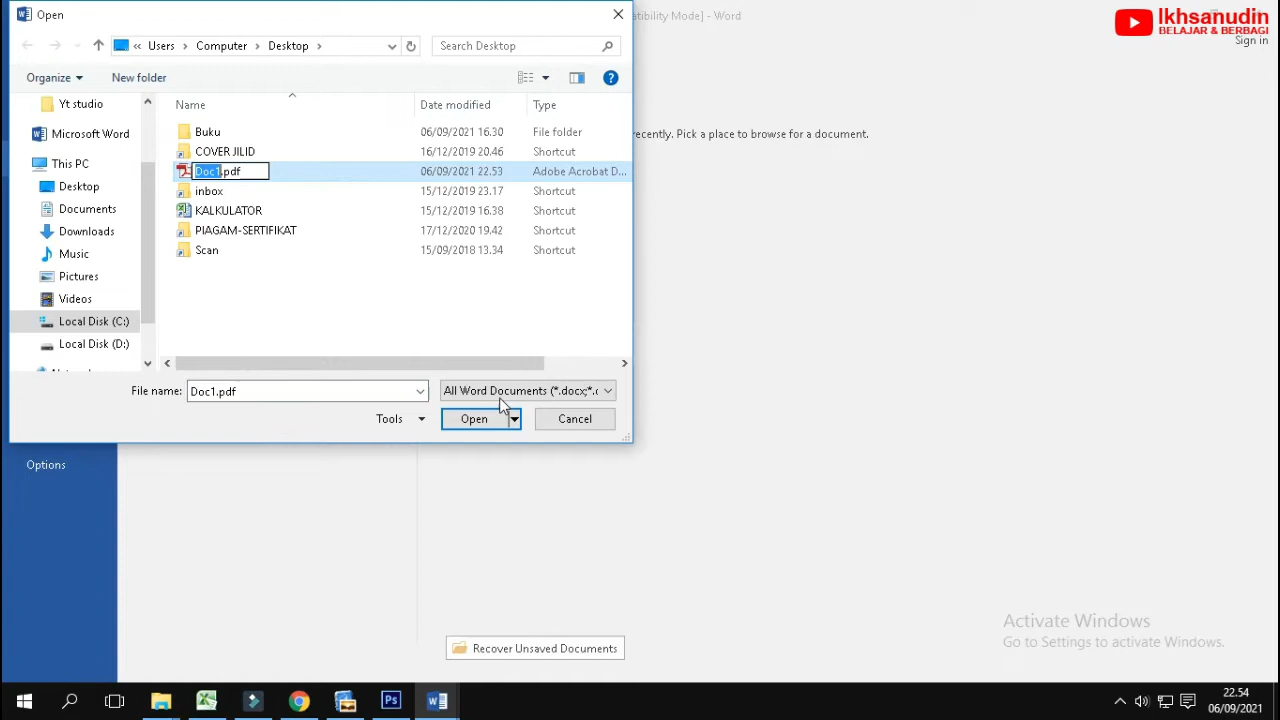 Open
tibility Mode] - Word
Ikhsanudin
BELAJAR & BERBAGI
Sign in
« Users > Computer > Desktop >
Search Desktop
Organize
New folder
Yt studio
Microsoft Word
This PC
Desktop
Documents
Downloads
Music
Pictures
Videos
Local Disk (C:)
Local Disk (D:)
Name Date modified Type
Buku 06/09/2021 16.30 File folder
COVER JILID 16/12/2019 20.46 Shortcut
Doc1.pdf 06/09/2021 22.53 Adobe Acrobat D...
inbox 15/12/2019 23.17 Shortcut
KALKULATOR 15/12/2019 16.38 Shortcut
PIAGAM-SERTIFIKAT 17/12/2020 19.42 Shortcut
Scan 15/09/2018 13.34 Shortcut
recently. Pick a place to browse for a document.
File name: Doc1.pdf
All Word Documents (*.docx;*.c
Tools
Open
Cancel
Options
Recover Unsaved Documents
Activate Windows
Go to Settings to activate Windows.
Ps
22.54
06/09/2021